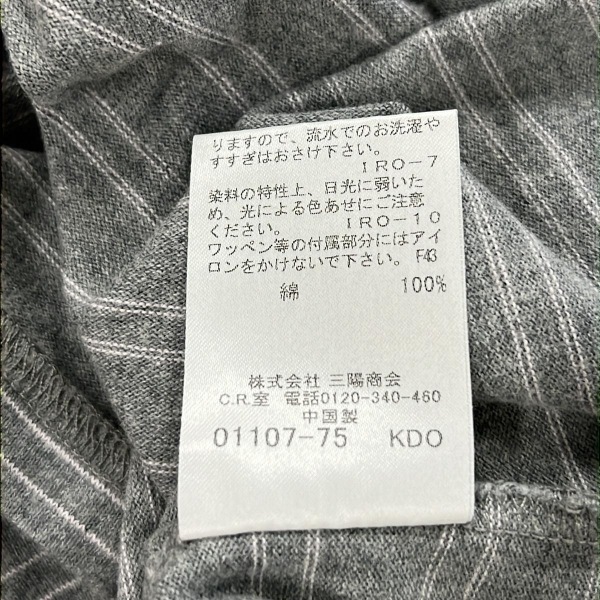 りますので、流水でのお洗濯や
すすぎはおさけ下さい。
IRO-7
染料の特性上、日光に弱いた
め、光による色あせにご注意
ください。 IRO-10
ワッペン等の付属部分にはアイ
ロンをかけないで下さい。 F43
綿 100%
株式会社 三陽商会
C.R.室 電話0120-340-460
中国製
01107-75 KDO